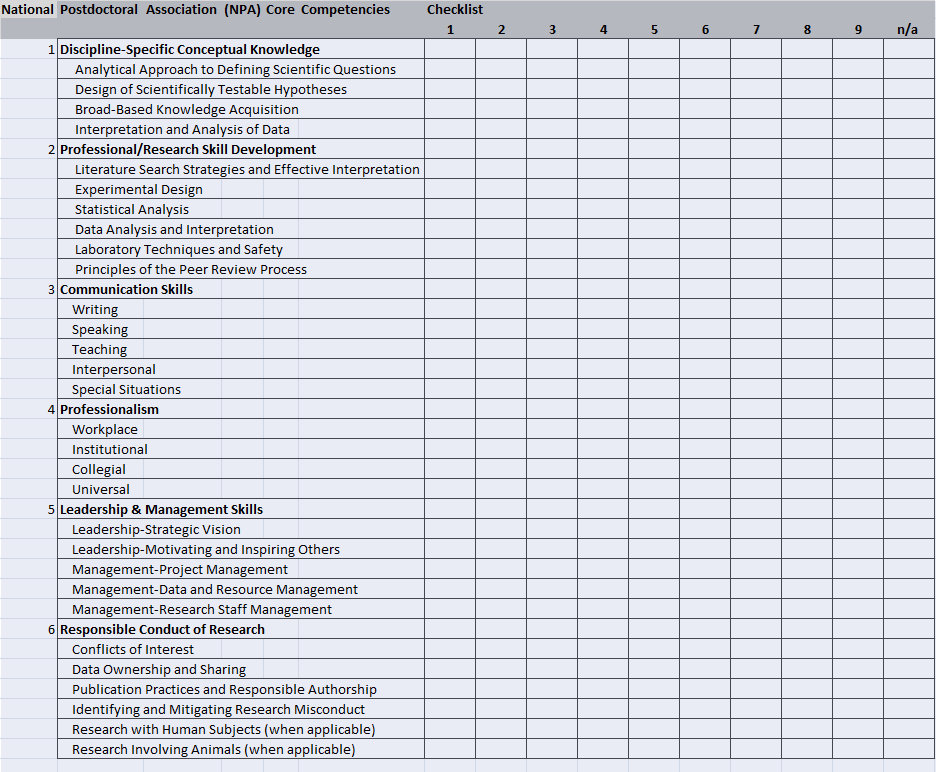 National Postdoctoral Association (NPA) Core Competencies Checklist
1 2 3 4 5 6 7 8 9 n/a
1 Discipline-Specific Conceptual Knowledge
Analytical Approach to Defining Scientific Questions
Design of Scientifically Testable Hypotheses
Broad-Based Knowledge Acquisition
Interpretation and Analysis of Data
2 Professional/Research Skill Development
Literature Search Strategies and Effective Interpretation
Experimental Design
Statistical Analysis
Data Analysis and Interpretation
Laboratory Techniques and Safety
Principles of the Peer Review Process
3 Communication Skills
Writing
Speaking
Teaching
Interpersonal
Special Situations
4 Professionalism
Workplace
Institutional
Collegial
Universal
5 Leadership & Management Skills
Leadership-Strategic Vision
Leadership-Motivating and Inspiring Others
Management-Project Management
Management-Data and Resource Management
Management-Research Staff Management
6 Responsible Conduct of Research
Conflicts of Interest
Data Ownership and Sharing
Publication Practices and Responsible Authorship
Identifying and Mitigating Research Misconduct
Research with Human Subjects (when applicable)
Research Involving Animals (when applicable)